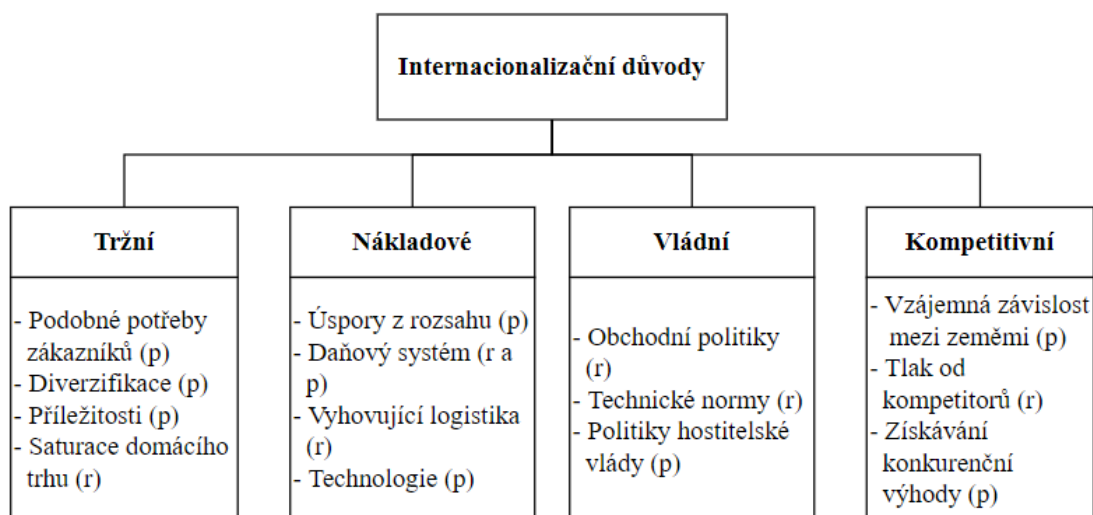 Internacionalizační důvody
Tržní
- Podobné potřeby
zákazníků (p)
- Diverzifikace (p)
- Příležitosti (p)
- Saturace domácího
trhu (r)
Nákladové
- Úspory z rozsahu (p)
- Daňový systém (r a
p)
- Vyhovující logistika
(r)
- Technologie (p)
Vládní
- Obchodní politiky
(r)
- Technické normy (r)
- Politiky hostitelské
vlády (p)
Kompetitivní
- Vzájemná závislost
mezi zeměmi (p)
- Tlak od
kompetitorů (r)
- Získávání
konkurenční
výhody (p)